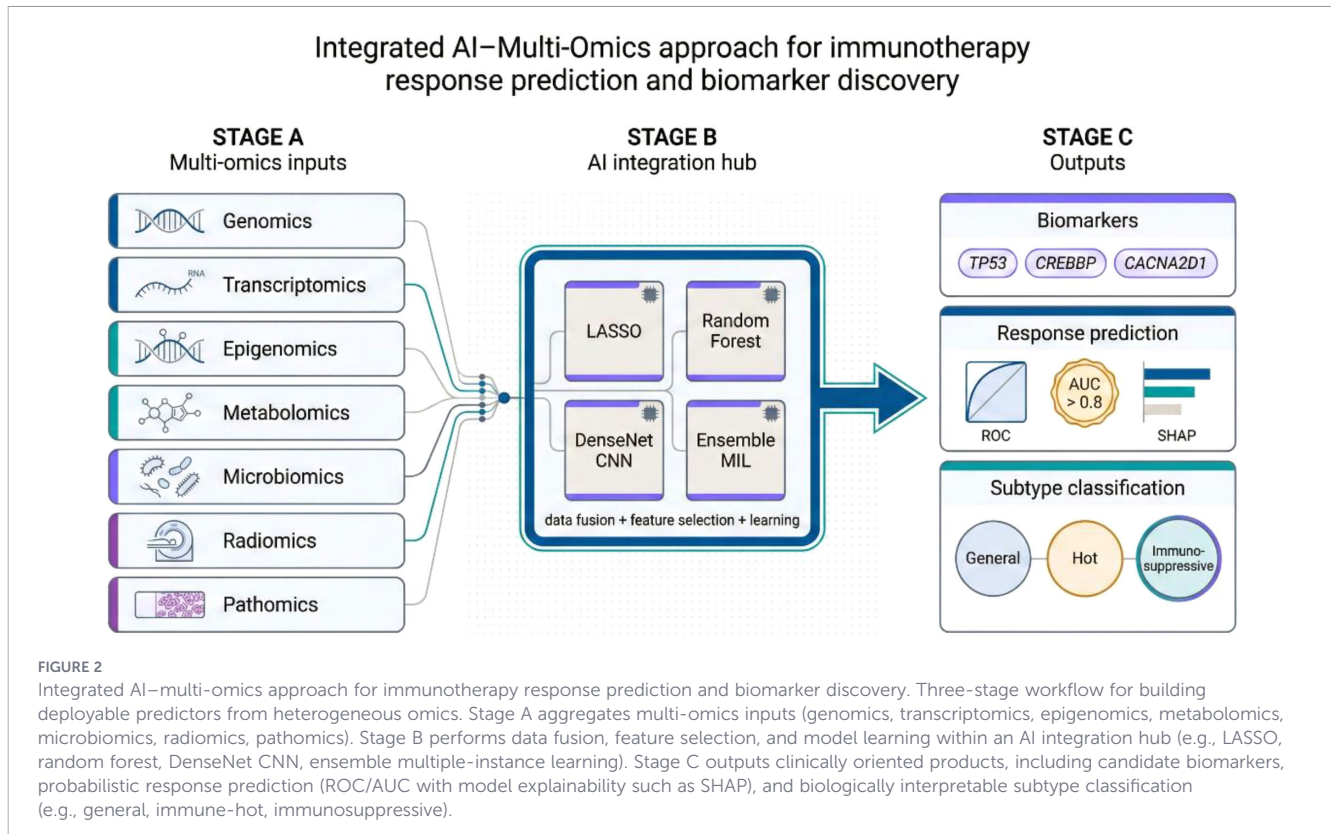 Integrated AI–Multi-Omics approach for immunotherapy
response prediction and biomarker discovery
STAGE A
Multi-omics inputs
Genomics
RNA
Transcriptomics
Epigenomics
Metabolomics
Microbiomics
Radiomics
Pathomics
STAGE B
AI integration hub
LASSO
Random
Forest
DenseNet
CNN
Ensemble
MIL
data fusion + feature selection + learning
STAGE C
Outputs
Biomarkers
TP53 CREBBP CACNA2D1
Response prediction
ROC
AUC
> 0.8
SHAP
Subtype classification
General
Hot
Immuno-
suppressive
FIGURE 2
Integrated AI–multi-omics approach for immunotherapy response prediction and biomarker discovery. Three-stage workflow for building
deployable predictors from heterogeneous omics. Stage A aggregates multi-omics inputs (genomics, transcriptomics, epigenomics, metabolomics,
microbiomics, radiomics, pathomics). Stage B performs data fusion, feature selection, and model learning within an AI integration hub (e.g., LASSO,
random forest, DenseNet CNN, ensemble multiple-instance learning). Stage C outputs clinically oriented products, including candidate biomarkers,
probabilistic response prediction (ROC/AUC with model explainability such as SHAP), and biologically interpretable subtype classification
(e.g., general, immune-hot, immunosuppressive).